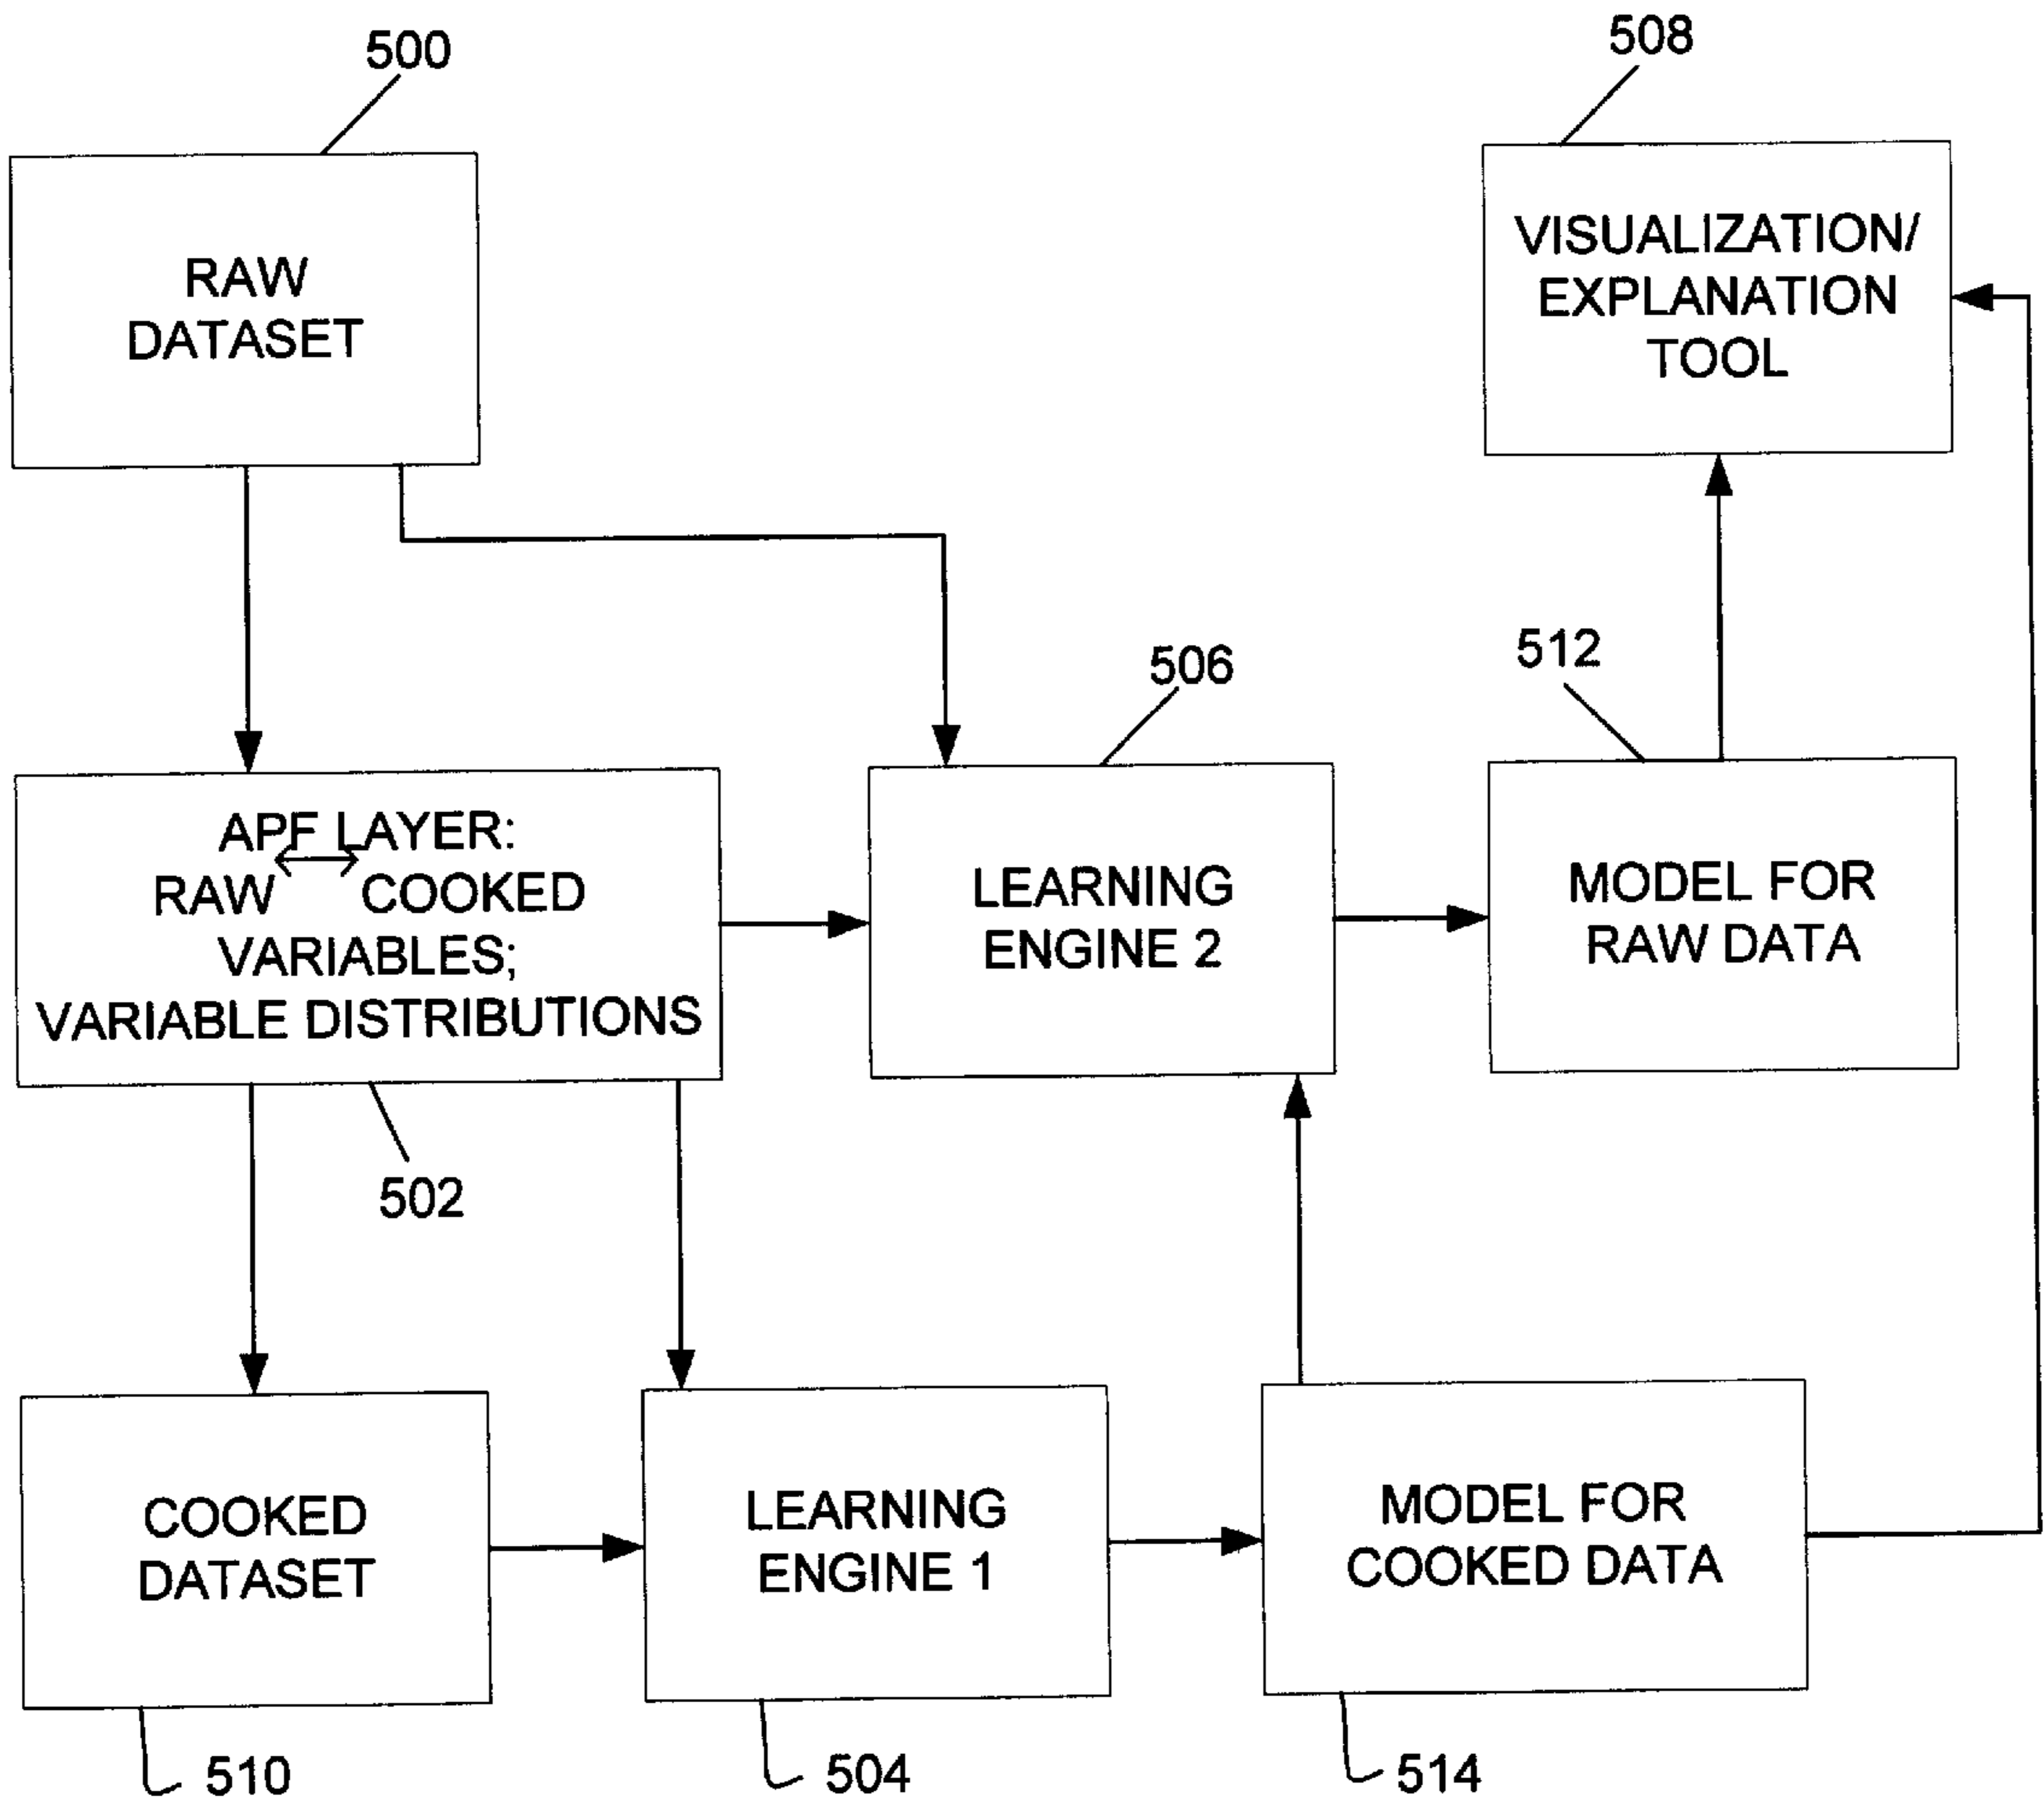 500
508
RAW
DATASET
VISUALIZATION/
EXPLANATION
TOOL
506
512
APF LAYER:
RAW COOKED
VARIABLES;
VARIABLE DISTRIBUTIONS
LEARNING
ENGINE 2
MODEL FOR
RAW DATA
502
COOKED
DATASET
LEARNING
ENGINE 1
MODEL FOR
COOKED DATA
510
504
514